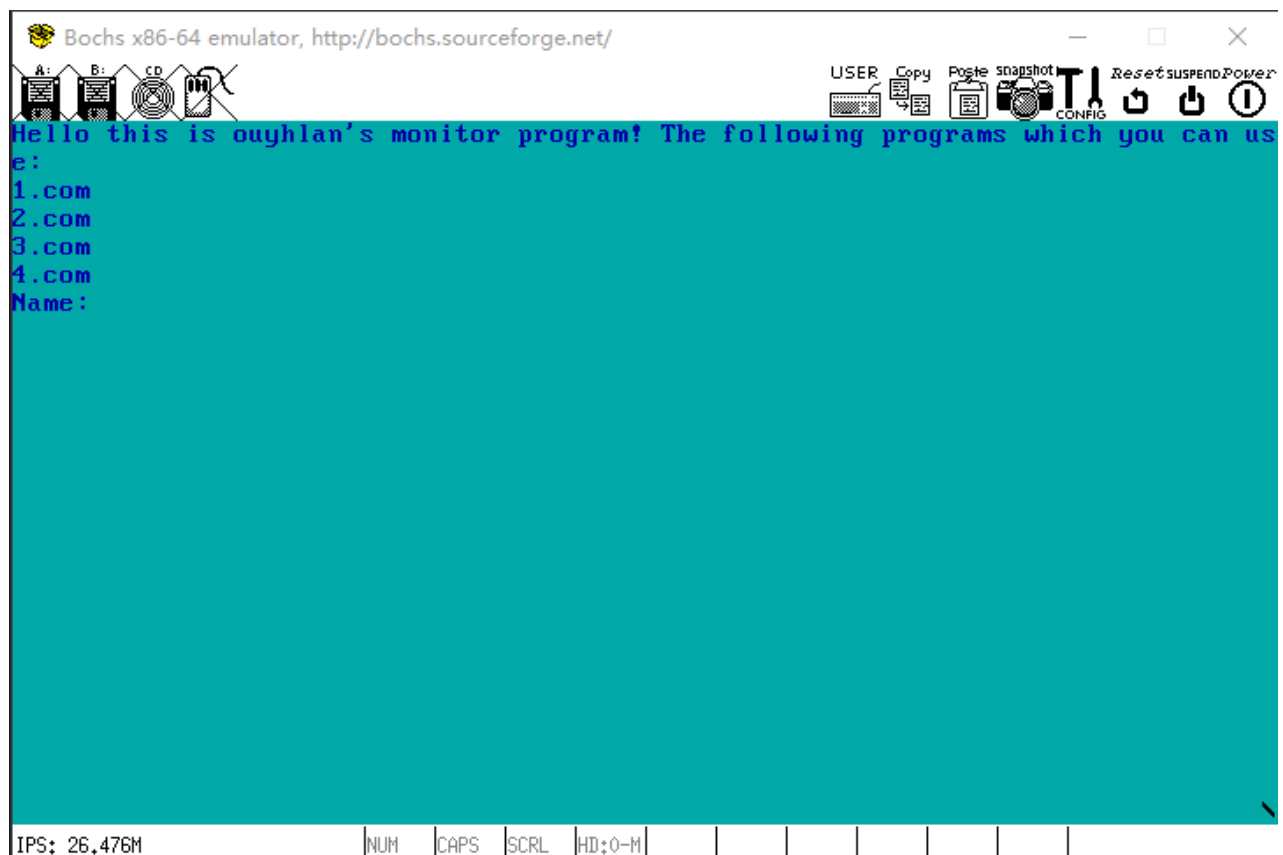 Bochs x86-64 emulator, http://bochs.sourceforge.net/
A: B: CD USER Copy Paste snapshot CONFIG Reset SUSPEND Power
Hello this is ouyhlan's monitor program! The following programs which you can us
e:
1.com
2.com
3.com
4.com
Name:
IPS: 26.476M NUM CAPS SCRL HD:0-M